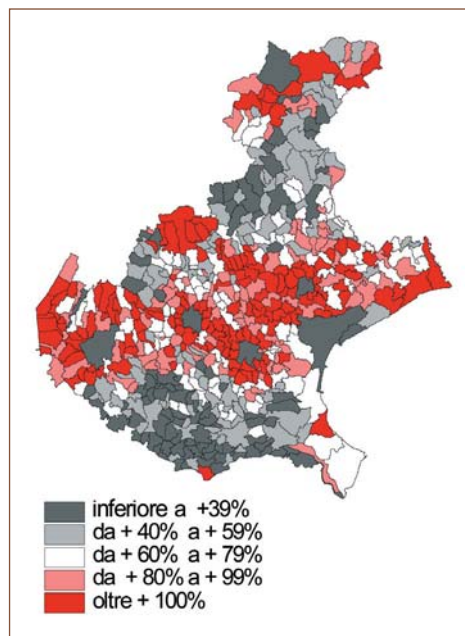 inferiore a +39%
da + 40% a + 59%
da + 60% a + 79%
da + 80% a + 99%
oltre + 100%